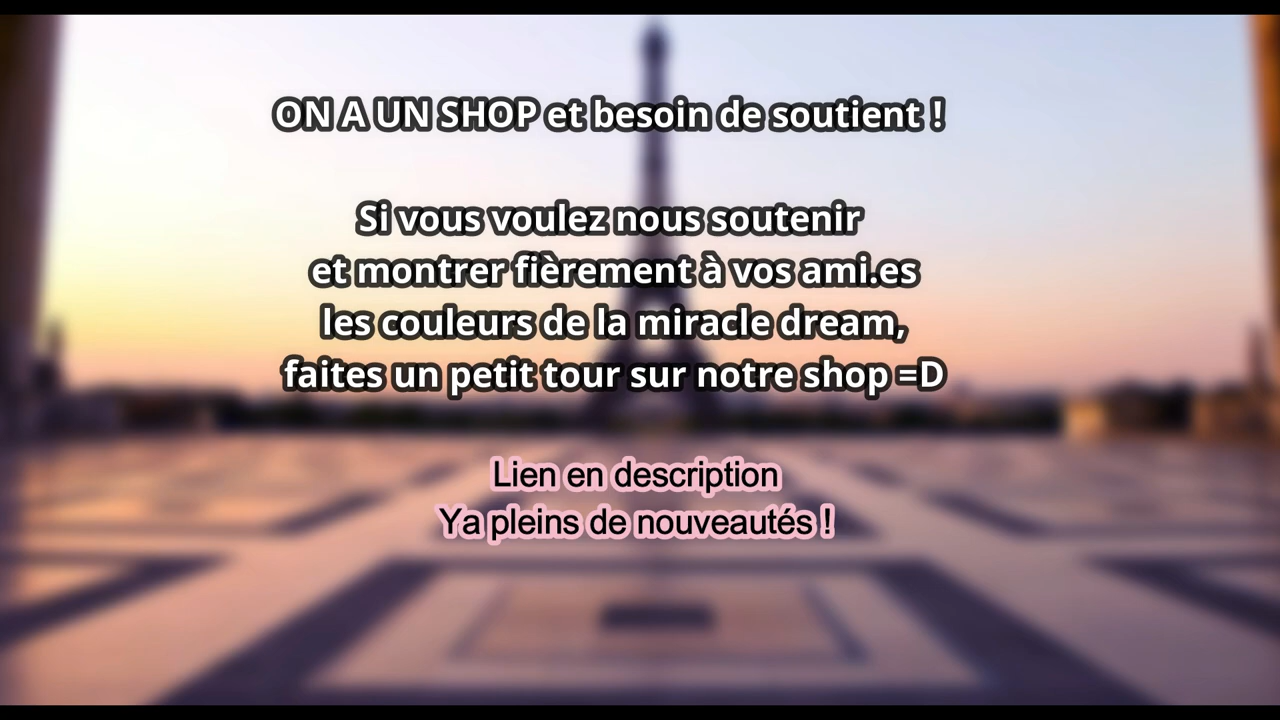 ON A UN SHOP et besoin de soutient !
Si vous voulez nous soutenir
et montrer fièrement à vos ami.es
les couleurs de la miracle dream,
faites un petit tour sur notre shop =D
Lien en description
Ya pleins de nouveautés !